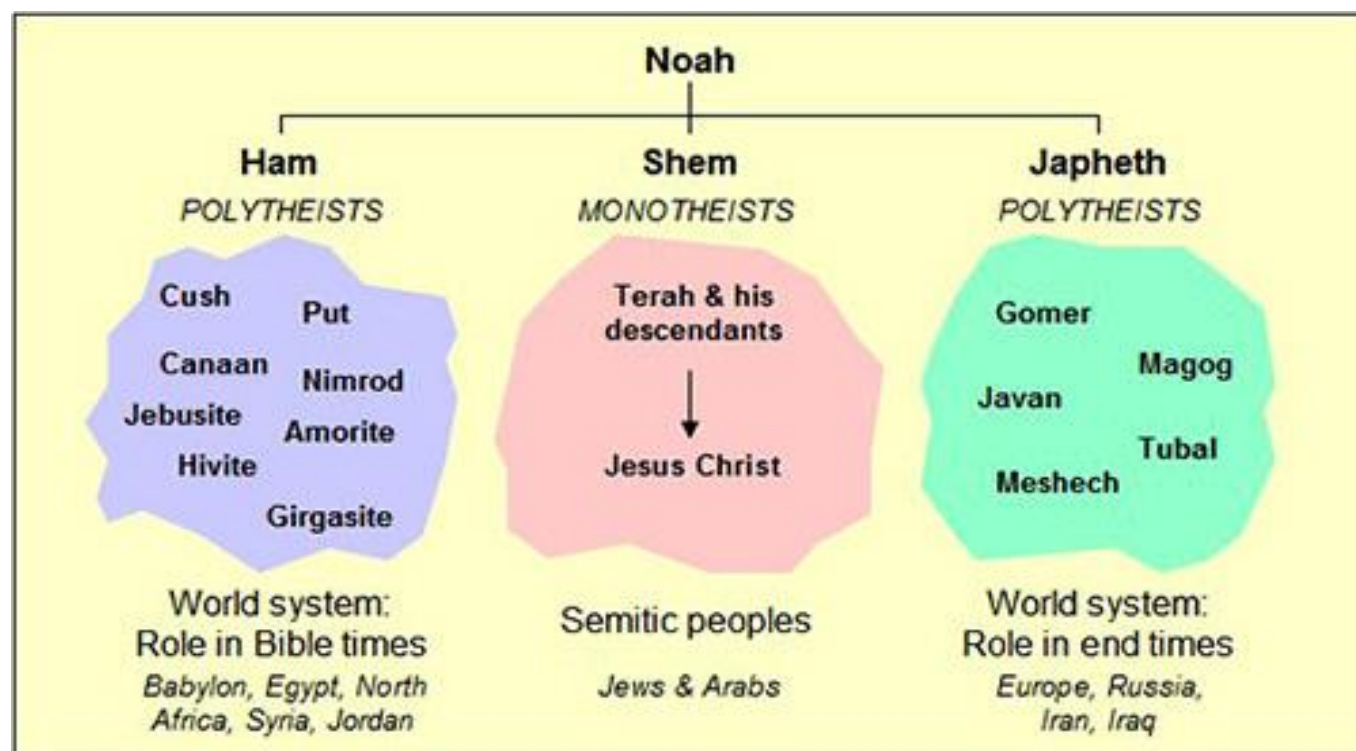 Noah
Ham
POLYTHEISTS
Cush
Put
Canaan
Nimrod
Jebusite
Amorite
Hivite
Girgasite
World system:
Role in Bible times
Babylon, Egypt, North
Africa, Syria, Jordan
Shem
MONOTHEISTS
Terah & his
descendants
Jesus Christ
Semitic peoples
Jews & Arabs
Japheth
POLYTHEISTS
Gomer
Magog
Javan
Tubal
Meshech
World system:
Role in end times
Europe, Russia,
Iran, Iraq